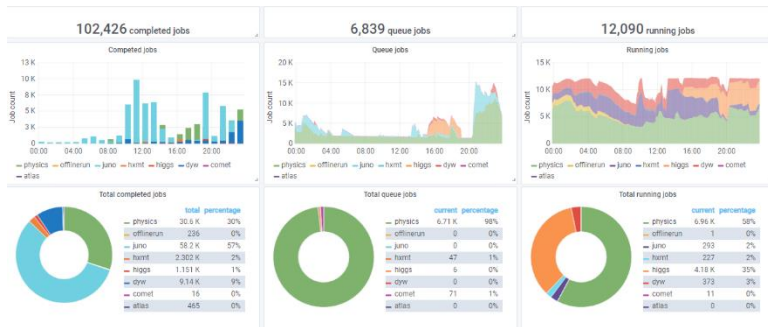 102,426 completed jobs
6,839 queue jobs
12,090 running jobs
Competed jobs
Job count
13 K
10 K
8 K
5 K
3 K
0
00:00 04:00 08:00 12:00 16:00 20:00
physics offlinerun juno hxmt higgs dyw comet
atlas
Queue jobs
Job count
20 K
15 K
10 K
5 K
0
00:00 04:00 08:00 12:00 16:00 20:00
physics offlinerun juno hxmt higgs dyw comet
atlas
Running jobs
Job count
15 K
10 K
5 K
0
00:00 04:00 08:00 12:00 16:00 20:00
physics offlinerun juno hxmt higgs dyw comet
atlas
Total completed jobs
total percentage
physics 30.6 K 30%
offlinerun 236 0%
juno 58.2 K 57%
hxmt 2.302 K 2%
higgs 1.151 K 1%
dyw 9.14 K 9%
comet 16 0%
atlas 465 0%
Total queue jobs
current percentage
physics 6.71 K 98%
offlinerun 0 0%
juno 0 0%
hxmt 47 1%
higgs 6 0%
dyw 0 0%
comet 71 1%
atlas 0 0%
Total running jobs
current percentage
physics 6.96 K 58%
offlinerun 1 0%
juno 293 2%
hxmt 227 2%
higgs 4.18 K 35%
dyw 373 3%
comet 11 0%
atlas 0 0%